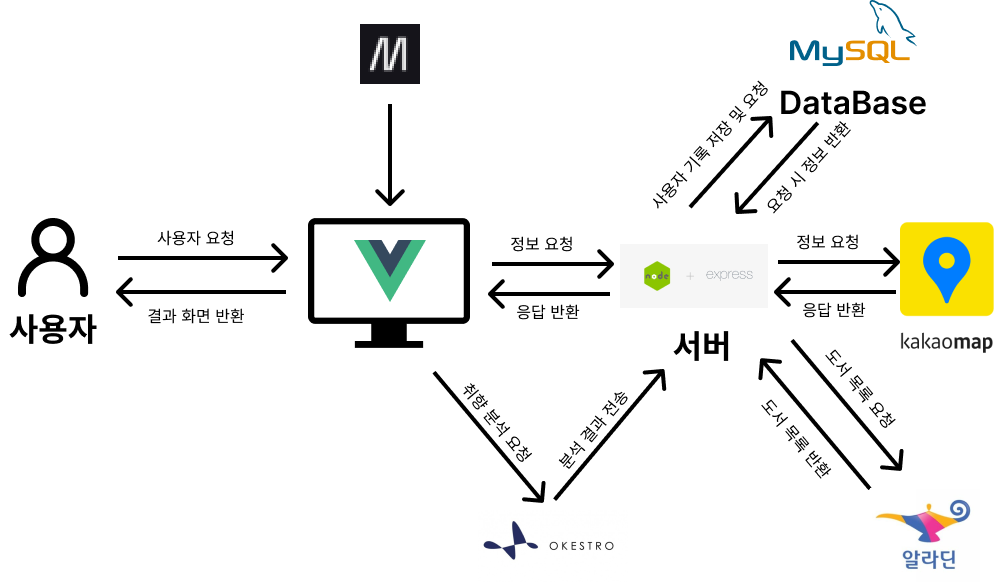 M
MySQL
DataBase
사용자 기록 저장 및 요청
요청 시 정보 반환
사용자 요청
결과 화면 반환
사용자
정보 요청
응답 반환
node + express
서버
정보 요청
응답 반환
kakaomap
취향 분석 요청
분석 결과 전송
도서 목록 요청
도서 목록 반환
OKESTRO
알라딘